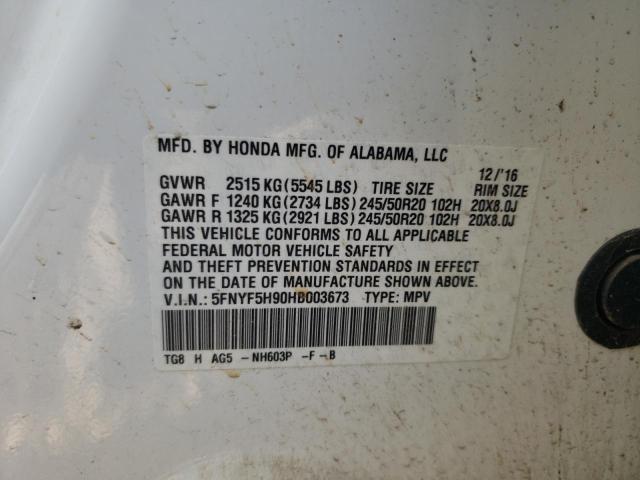 MFD. BY HONDA MFG. OF ALABAMA, LLC
12/'16
GVWR 2515 KG (5545 LBS) TIRE SIZE RIM SIZE
GAWR F 1240 KG (2734 LBS) 245/50R20 102H 20X8.0J
GAWR R 1325 KG (2921 LBS) 245/50R20 102H 20X8.0J
THIS VEHICLE CONFORMS TO ALL APPLICABLE
FEDERAL MOTOR VEHICLE SAFETY
AND THEFT PREVENTION STANDARDS IN EFFECT
ON THE DATE OF MANUFACTURE SHOWN ABOVE.
V.I.N.: 5FNYF5H90HB003673 TYPE: MPV
TG8 H AG5 -NH603P -F-B